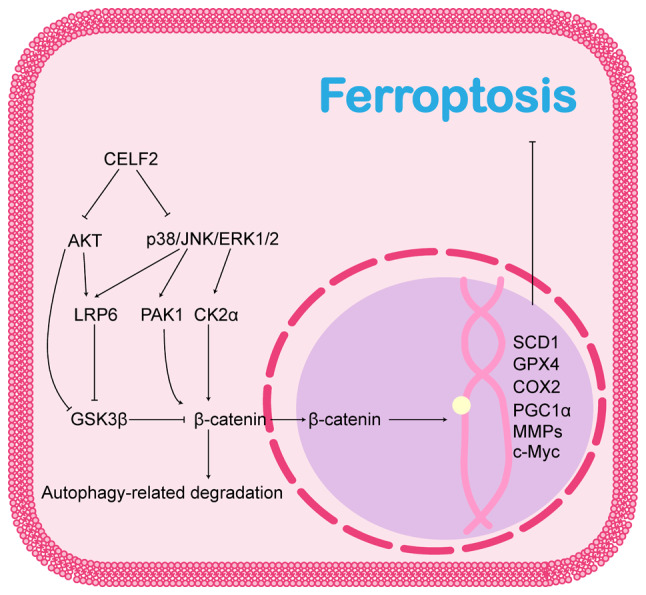 Ferroptosis
CELF2
AKT
p38/JNK/ERK1/2
LRP6
PAK1
CK2α
SCD1
GPX4
COX2
PGC1α
MMPs
c-Myc
GSK3β
β-catenin
β-catenin
Autophagy-related degradation